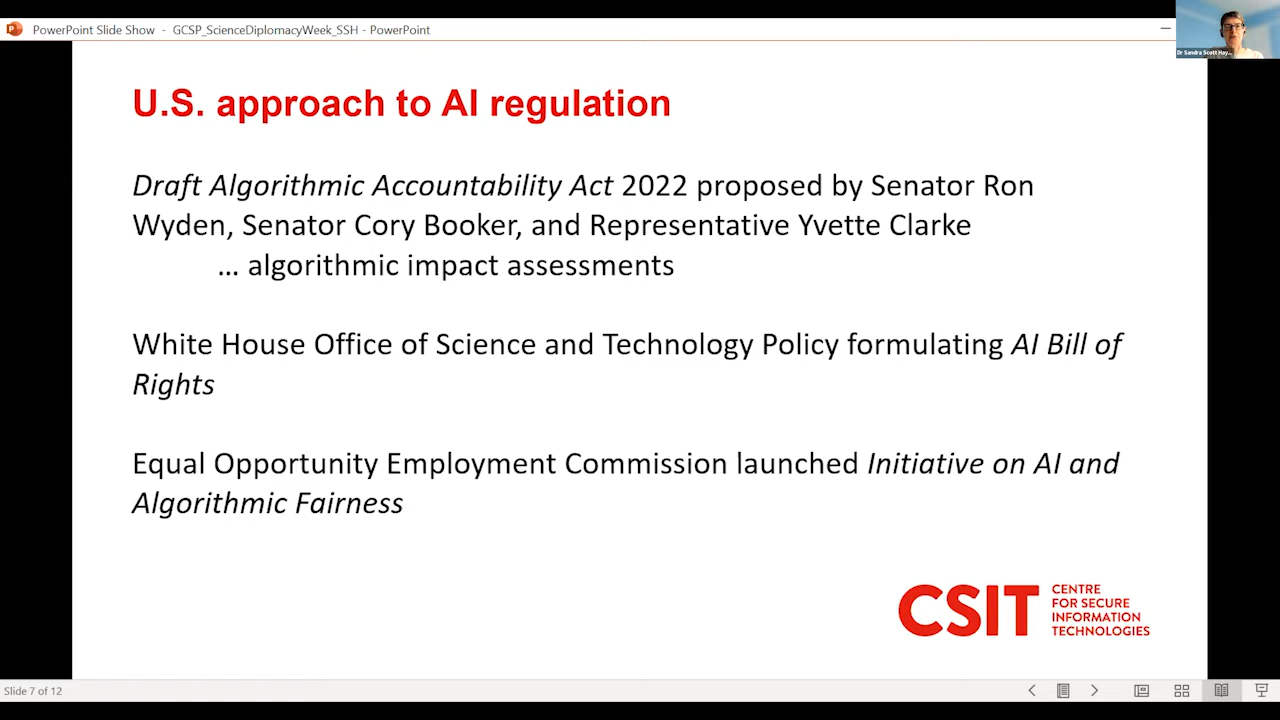 PowerPoint Slide Show - GCSP_ScienceDiplomacyWeek_SSH - PowerPoint
Dr Sandra Scott Hay...
U.S. approach to AI regulation
Draft Algorithmic Accountability Act 2022 proposed by Senator Ron
Wyden, Senator Cory Booker, and Representative Yvette Clarke
... algorithmic impact assessments
White House Office of Science and Technology Policy formulating AI Bill of
Rights
Equal Opportunity Employment Commission launched Initiative on AI and
Algorithmic Fairness
CSIT
CENTRE
FOR SECURE
INFORMATION
TECHNOLOGIES
Slide 7 of 12